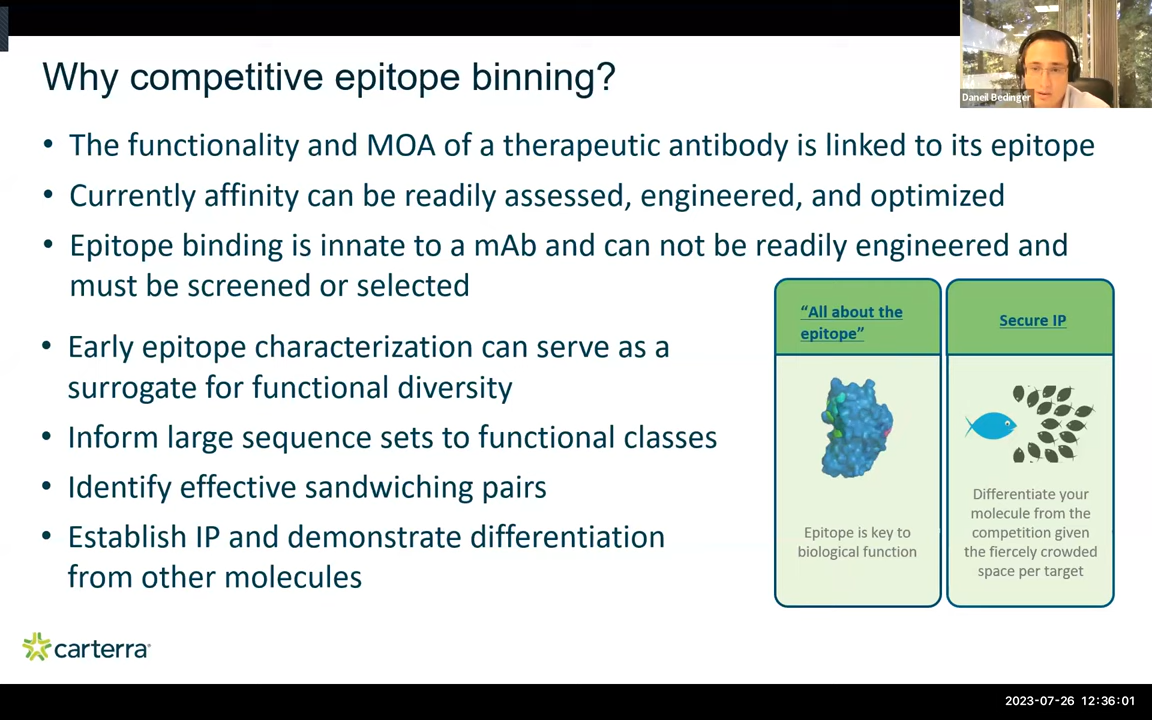 Why competitive epitope binning?
Daneil Bedinger
• The functionality and MOA of a therapeutic antibody is linked to its epitope
• Currently affinity can be readily assessed, engineered, and optimized
• Epitope binding is innate to a mAb and can not be readily engineered and
must be screened or selected
• Early epitope characterization can serve as a
surrogate for functional diversity
• Inform large sequence sets to functional classes
• Identify effective sandwiching pairs
• Establish IP and demonstrate differentiation
from other molecules
“All about the
epitope”
Epitope is key to
biological function
Secure IP
Differentiate your
molecule from the
competition given
the fiercely crowded
space per target
carterra
2023-07-26 12:36:01